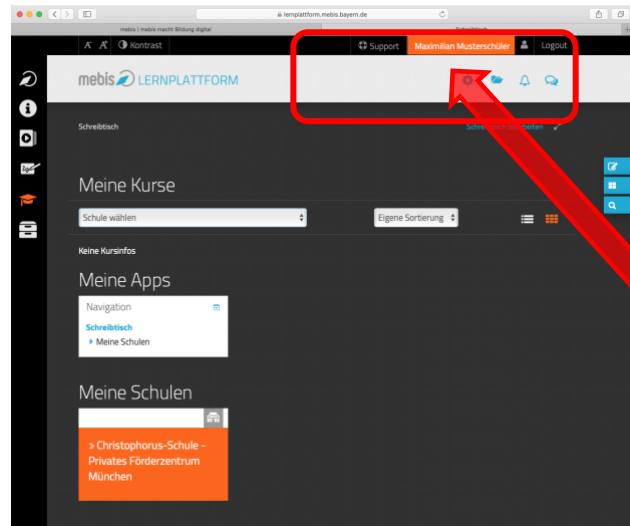 lernplattform.mebis.bayern.de
mebis | mebis macht Bildung digital
Schreibtisch
A A Kontrast
Support Maximilian Musterschüler Logout
mebis LERNPLATTFORM
Schreibtisch
Meine Kurse
Schule wählen
Eigene Sortierung
Keine Kursinfos
Meine Apps
Navigation
Schreibtisch
Meine Schulen
Meine Schulen
» Christophorus-Schule -
Privates Förderzentrum
München